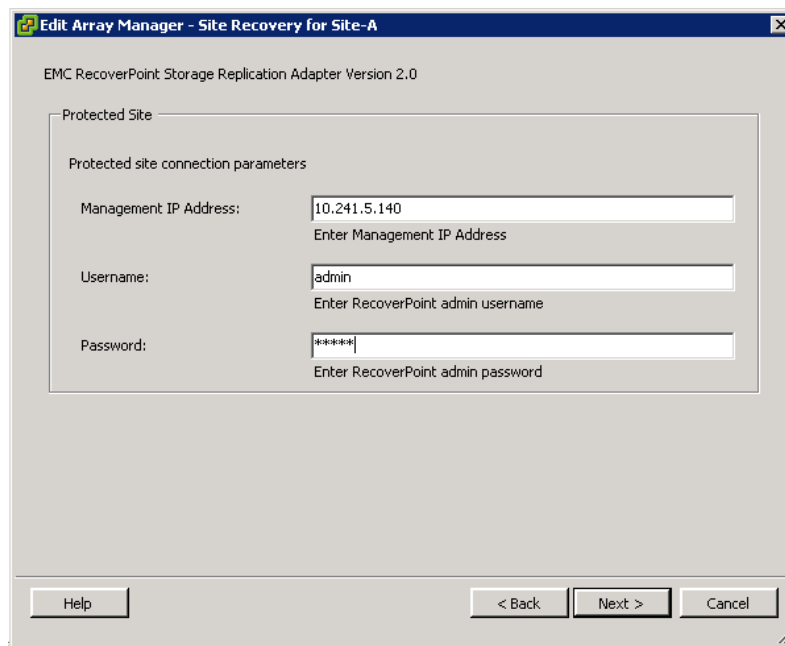 Edit Array Manager - Site Recovery for Site-A
EMC RecoverPoint Storage Replication Adapter Version 2.0
Protected Site
Protected site connection parameters
Management IP Address: 10.241.5.140
Enter Management IP Address
Username: admin
Enter RecoverPoint admin username
Password: *****
Enter RecoverPoint admin password
Help < Back Next > Cancel